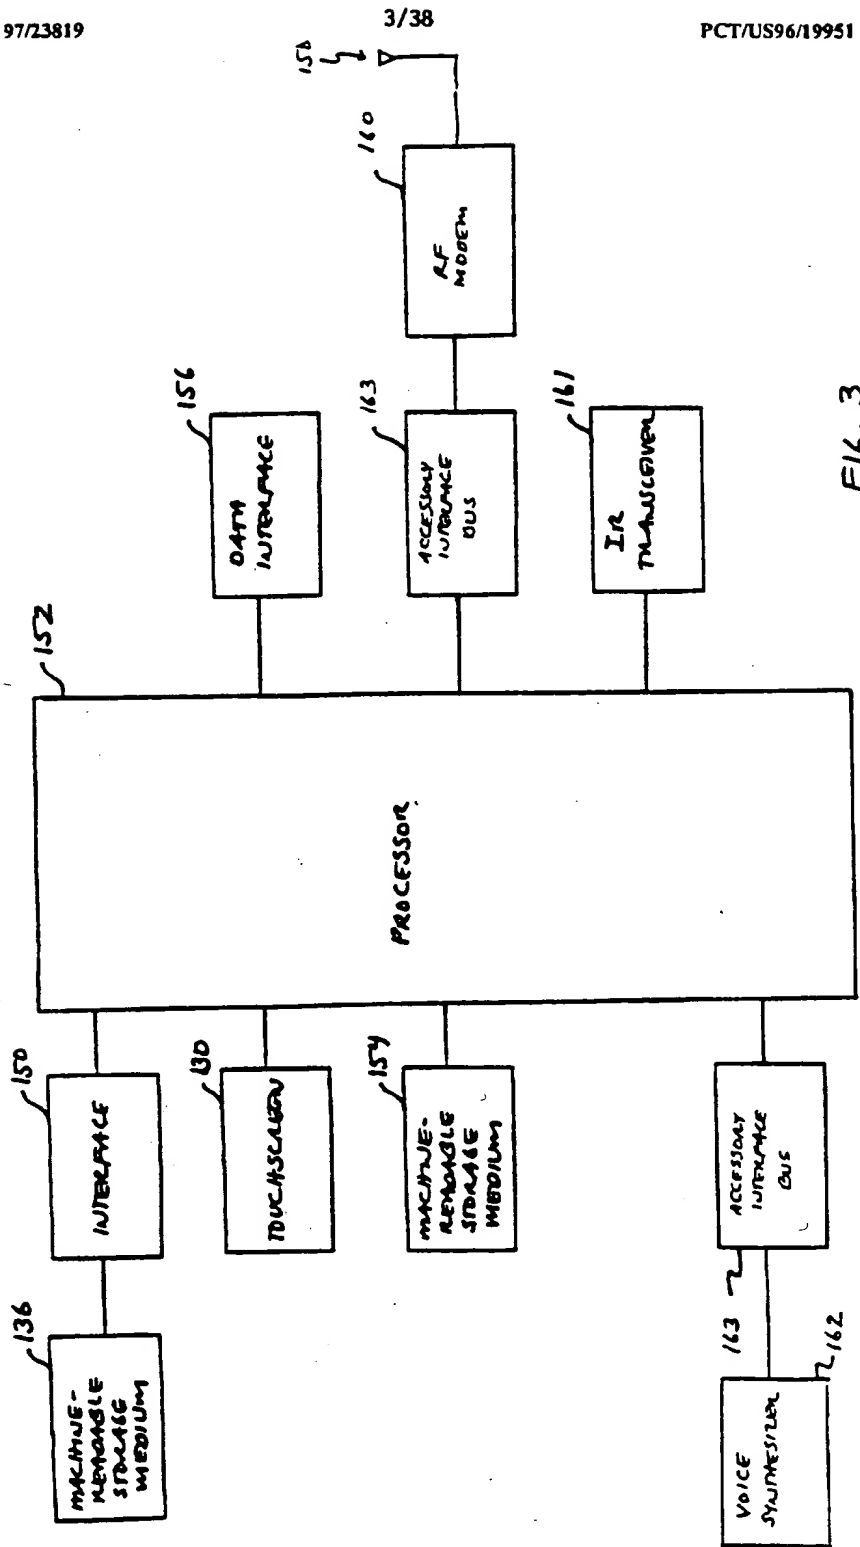 97/23819
3/38
PCT/US96/19951
158
160
RF
MODEM
156
DATA
INTERFACE
163
ACCESSORY
INTERFACE
BUS
161
IR
TRANSCEIVER
FIG. 3
152
PROCESSOR
150
INTERFACE
130
TOUCHSCREEN
154
MACHINE-
READABLE
STORAGE
MEDIUM
ACCESSORY
INTERFACE
BUS
163
136
MACHINE-
READABLE
STORAGE
MEDIUM
162
VOICE
SYNTHESIZER